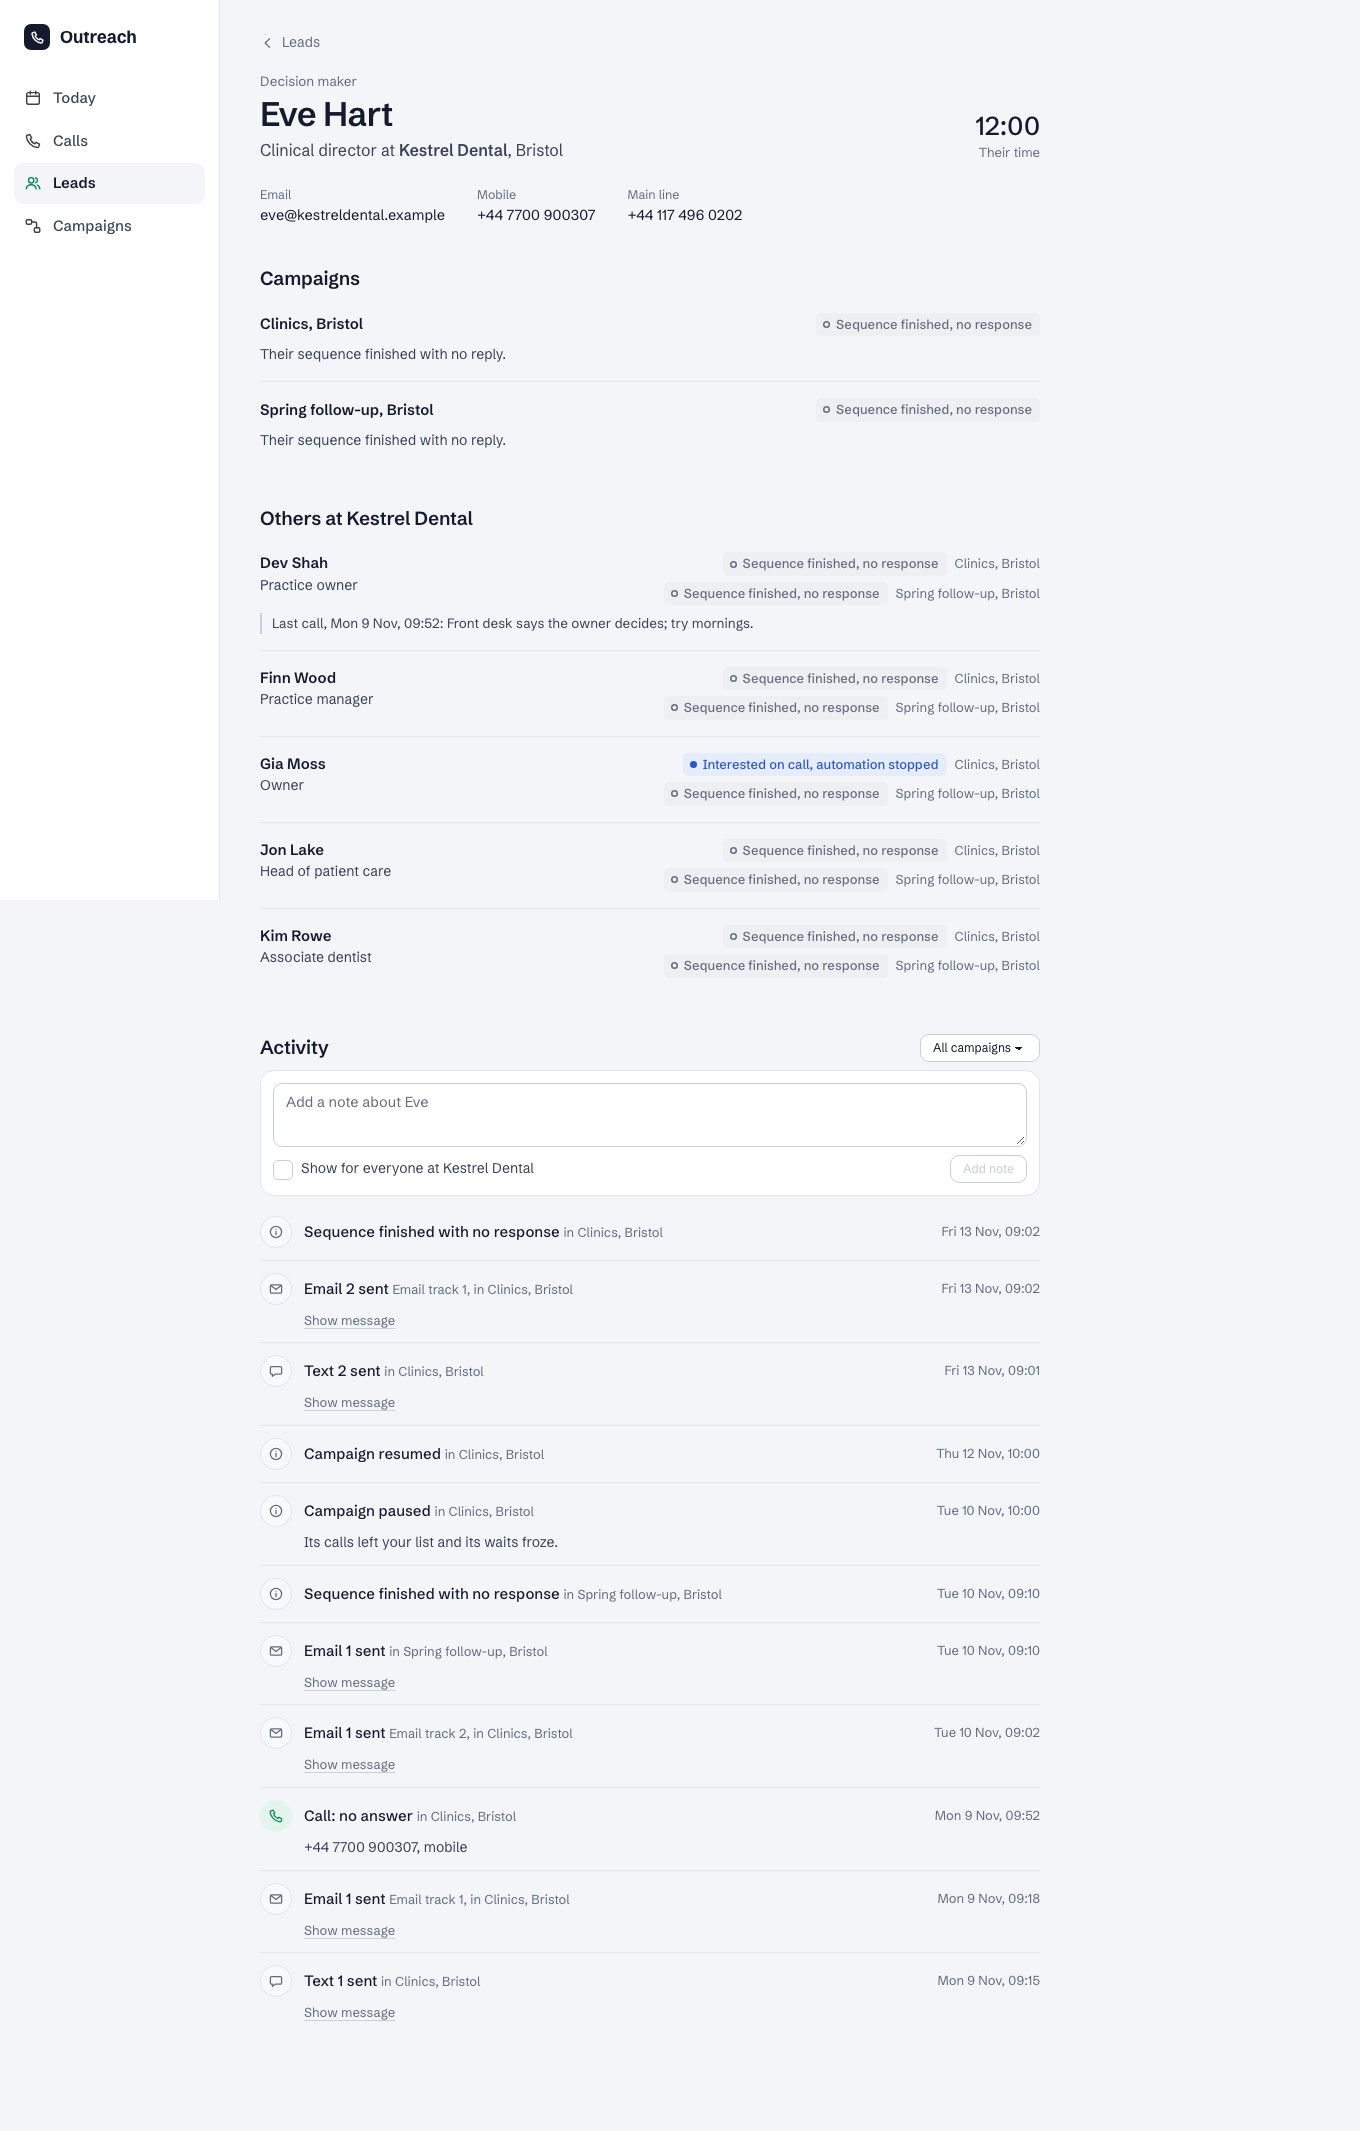 Outreach
Today
Calls
Leads
Campaigns
Leads
Decision maker
Eve Hart
Clinical director at Kestrel Dental, Bristol
12:00
Their time
Email
eve@kestreldental.example
Mobile
+44 7700 900307
Main line
+44 117 496 0202
Campaigns
Clinics, Bristol
Sequence finished, no response
Their sequence finished with no reply.
Spring follow-up, Bristol
Sequence finished, no response
Their sequence finished with no reply.
Others at Kestrel Dental
Dev Shah
Practice owner
Sequence finished, no response Clinics, Bristol
Sequence finished, no response Spring follow-up, Bristol
Last call, Mon 9 Nov, 09:52: Front desk says the owner decides; try mornings.
Finn Wood
Practice manager
Sequence finished, no response Clinics, Bristol
Sequence finished, no response Spring follow-up, Bristol
Gia Moss
Owner
Interested on call, automation stopped Clinics, Bristol
Sequence finished, no response Spring follow-up, Bristol
Jon Lake
Head of patient care
Sequence finished, no response Clinics, Bristol
Sequence finished, no response Spring follow-up, Bristol
Kim Rowe
Associate dentist
Sequence finished, no response Clinics, Bristol
Sequence finished, no response Spring follow-up, Bristol
Activity
All campaigns
Add a note about Eve
Show for everyone at Kestrel Dental
Add note
Sequence finished with no response in Clinics, Bristol Fri 13 Nov, 09:02
Email 2 sent Email track 1, in Clinics, Bristol Fri 13 Nov, 09:02
Show message
Text 2 sent in Clinics, Bristol Fri 13 Nov, 09:01
Show message
Campaign resumed in Clinics, Bristol Thu 12 Nov, 10:00
Campaign paused in Clinics, Bristol Tue 10 Nov, 10:00
Its calls left your list and its waits froze.
Sequence finished with no response in Spring follow-up, Bristol Tue 10 Nov, 09:10
Email 1 sent in Spring follow-up, Bristol Tue 10 Nov, 09:10
Show message
Email 1 sent Email track 2, in Clinics, Bristol Tue 10 Nov, 09:02
Show message
Call: no answer in Clinics, Bristol Mon 9 Nov, 09:52
+44 7700 900307, mobile
Email 1 sent Email track 1, in Clinics, Bristol Mon 9 Nov, 09:18
Show message
Text 1 sent in Clinics, Bristol Mon 9 Nov, 09:15
Show message